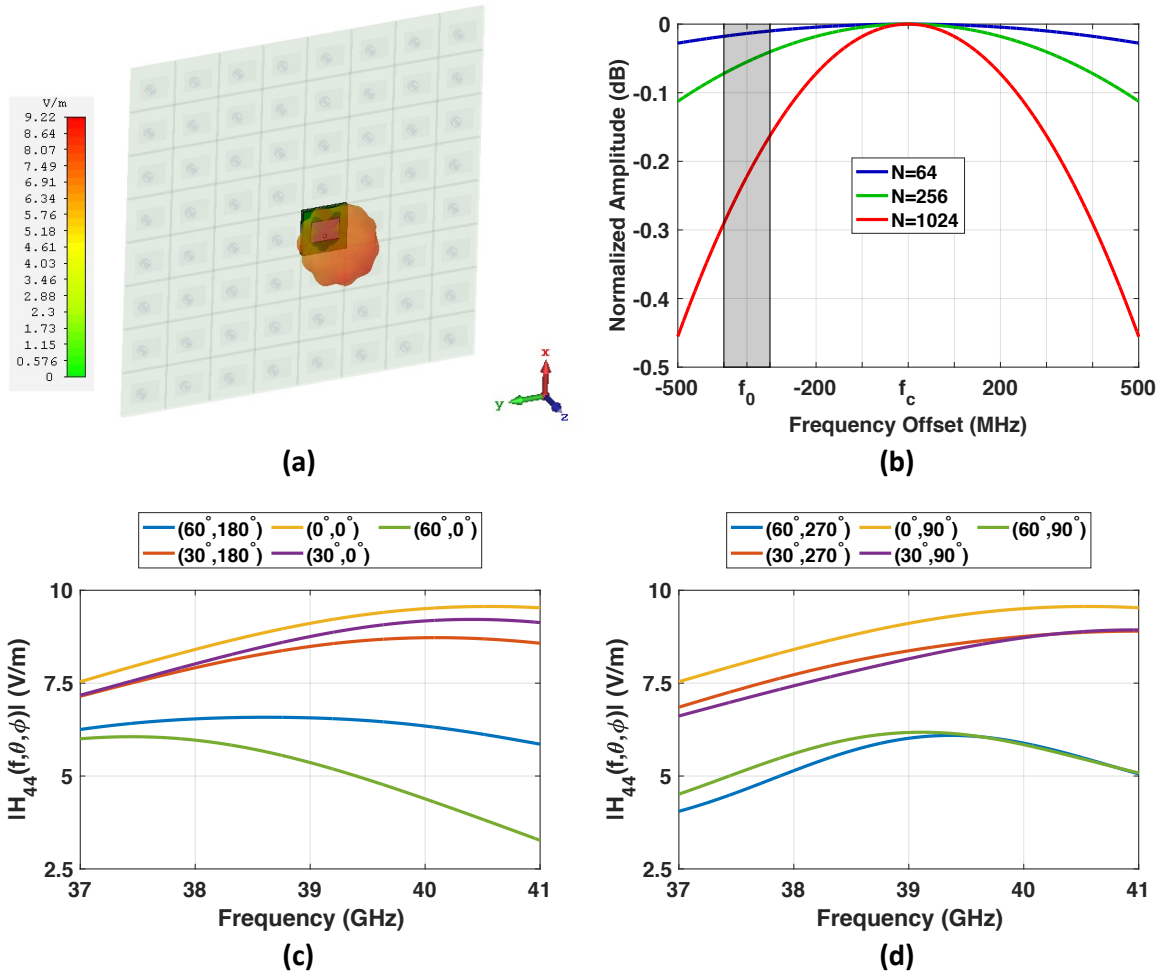 V/m
9.22
8.64
8.07
7.49
6.91
6.34
5.76
5.18
4.61
4.03
3.46
2.88
2.3
1.73
1.15
0.576
0
x
y
z
(a)
Normalized Amplitude (dB)
0
-0.1
-0.2
-0.3
-0.4
-0.5
N=64
N=256
N=1024
-500 f0 -200 fc 200 500
Frequency Offset (MHz)
(b)
(60°,180°) (0°,0°) (60°,0°)
(30°,180°) (30°,0°)
|H44(f,θ,ϕ)| (V/m)
10
7.5
5
2.5
37 38 39 40 41
Frequency (GHz)
(c)
(60°,270°) (0°,90°) (60°,90°)
(30°,270°) (30°,90°)
|H44(f,θ,ϕ)| (V/m)
10
7.5
5
2.5
37 38 39 40 41
Frequency (GHz)
(d)